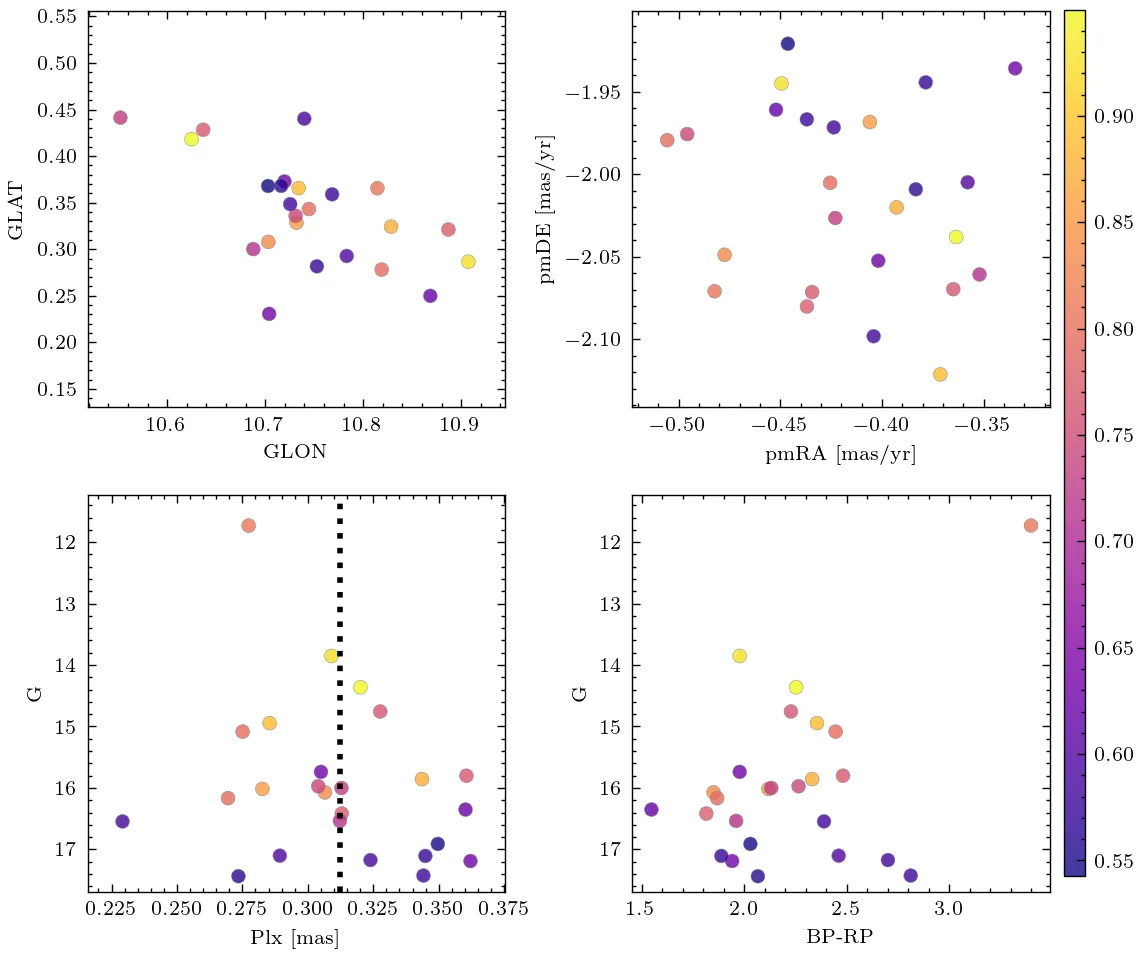 0.55
0.50
0.45
0.40
0.35
0.30
0.25
0.20
0.15
GLAT
10.6 10.7 10.8 10.9
GLON
−1.95
−2.00
−2.05
−2.10
pmDE [mas/yr]
−0.50 −0.45 −0.40 −0.35
pmRA [mas/yr]
12
13
14
15
16
17
G
0.225 0.250 0.275 0.300 0.325 0.350 0.375
Plx [mas]
12
13
14
15
16
17
G
1.5 2.0 2.5 3.0
BP-RP
0.90
0.85
0.80
0.75
0.70
0.65
0.60
0.55